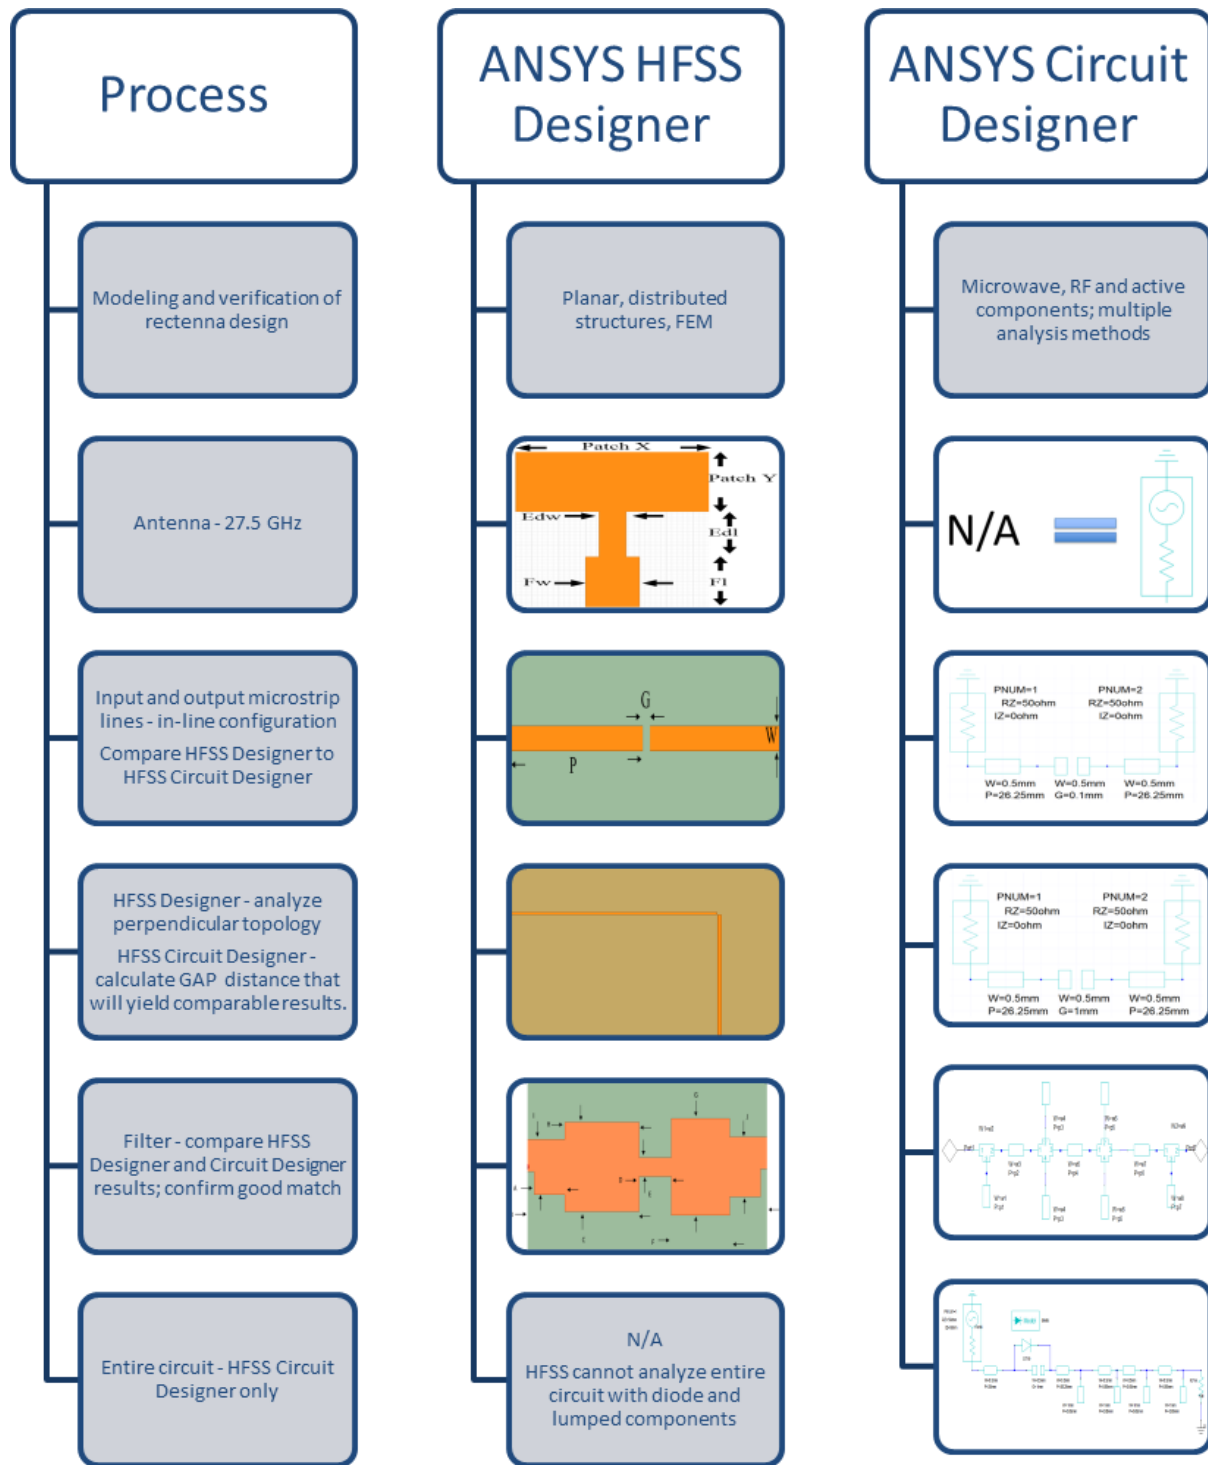 Process
ANSYS HFSS
Designer
ANSYS Circuit
Designer
Modeling and verification of
rectenna design
Planar, distributed
structures, FEM
Microwave, RF and active
components; multiple
analysis methods
Antenna - 27.5 GHz
Patch X
Patch Y
Edw
Edl
Fw
Fl
N/A
Input and output microstrip
lines - in-line configuration
Compare HFSS Designer to
HFSS Circuit Designer
G
W
P
PNUM=1 PNUM=2
RZ=50ohm RZ=50ohm
IZ=0ohm IZ=0ohm
W=0.5mm W=0.5mm W=0.5mm
P=26.25mm G=0.1mm P=26.25mm
HFSS Designer - analyze
perpendicular topology
HFSS Circuit Designer -
calculate GAP distance that
will yield comparable results.
PNUM=1 PNUM=2
RZ=50ohm RZ=50ohm
IZ=0ohm IZ=0ohm
W=0.5mm W=0.5mm W=0.5mm
P=26.25mm G=1mm P=26.25mm
Filter - compare HFSS
Designer and Circuit Designer
results; confirm good match
Entire circuit - HFSS Circuit
Designer only
N/A
HFSS cannot analyze entire
circuit with diode and
lumped components